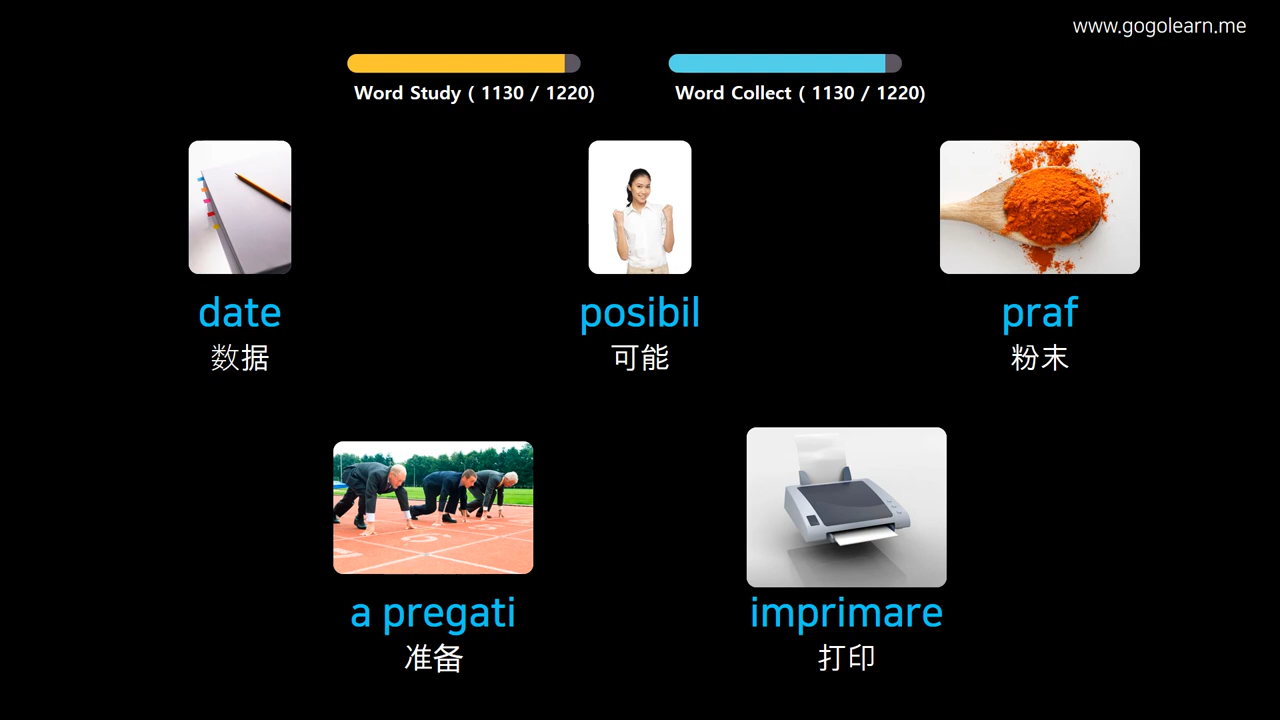 www.gogolearn.me
Word Study ( 1130 / 1220)
Word Collect ( 1130 / 1220)
date
数据
posibil
可能
praf
粉末
a pregati
准备
imprimare
打印